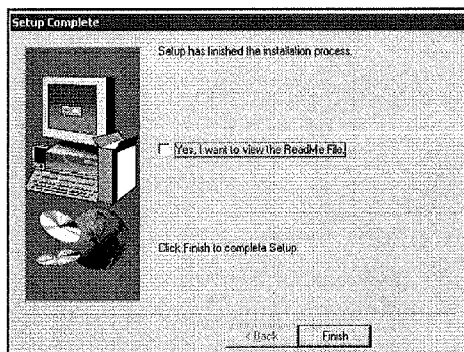 Setup Complete
Setup has finished the installation process.
Yes, I want to view the ReadMe File.
Click Finish to complete Setup.
< Back Finish